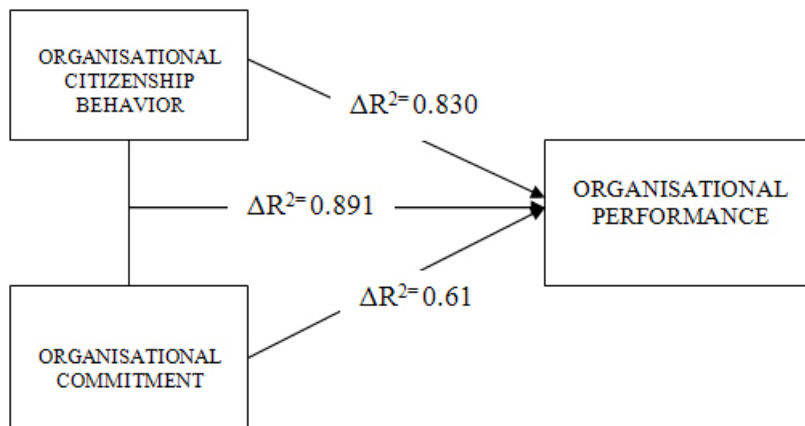 ORGANISATIONAL
CITIZENSHIP
BEHAVIOR
ΔR²= 0.830
ORGANISATIONAL
PERFORMANCE
ΔR²= 0.891
ΔR²= 0.61
ORGANISATIONAL
COMMITMENT